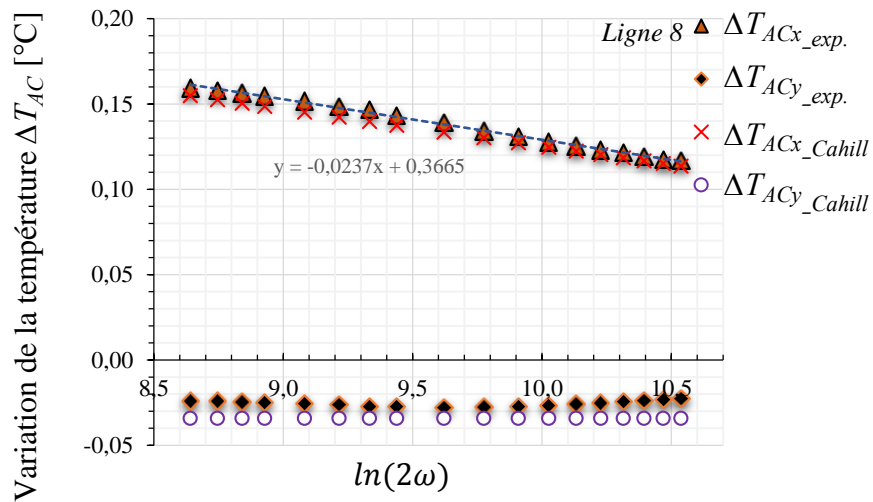 Variation de la température ΔT_AC [°C]
0,20
0,15
0,10
0,05
0,00
-0,05
8,5 9,0 9,5 10,0 10,5
ln(2ω)
y = -0,0237x + 0,3665
Ligne 8
ΔT_ACx_exp.
ΔT_ACy_exp.
ΔT_ACx_Cahill
ΔT_ACy_Cahill